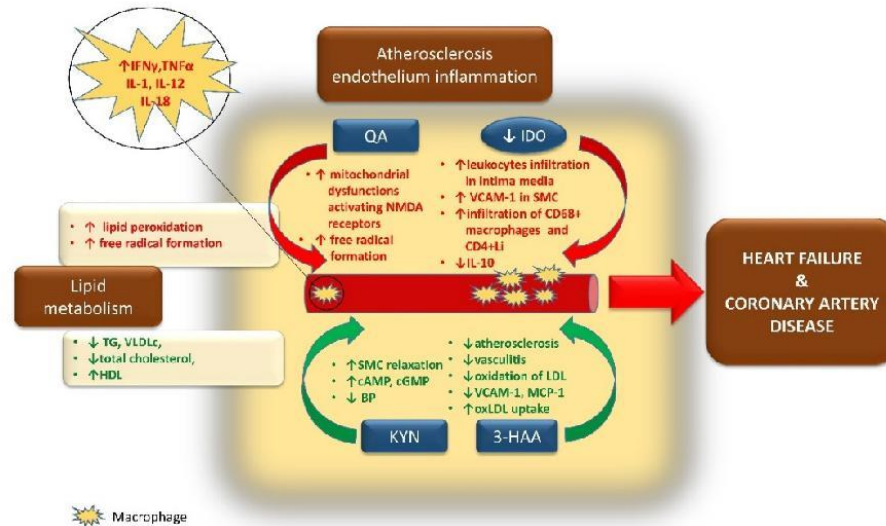 ↑IFNγ,TNFα
IL-1, IL-12
IL-18
Atherosclerosis
endothelium inflammation
QA
↓ IDO
• ↑ mitochondrial
dysfunctions
activating NMDA
receptors
• ↑ free radical
formation
• ↑leukocytes infiltration
in intima media
• ↑ VCAM-1 in SMC
• ↑infiltration of CD68+
macrophages and
CD4+Li
• ↓IL-10
• ↑ lipid peroxidation
• ↑ free radical formation
Lipid
metabolism
• ↓ TG, VLDLc,
• ↓total cholesterol,
• ↑HDL
HEART FAILURE
&
CORONARY ARTERY
DISEASE
• ↑SMC relaxation
• ↑cAMP, cGMP
• ↓ BP
• ↓atherosclerosis
• ↓vasculitis
• ↓oxidation of LDL
• ↓VCAM-1, MCP-1
• ↑oxLDL uptake
KYN
3-HAA
Macrophage